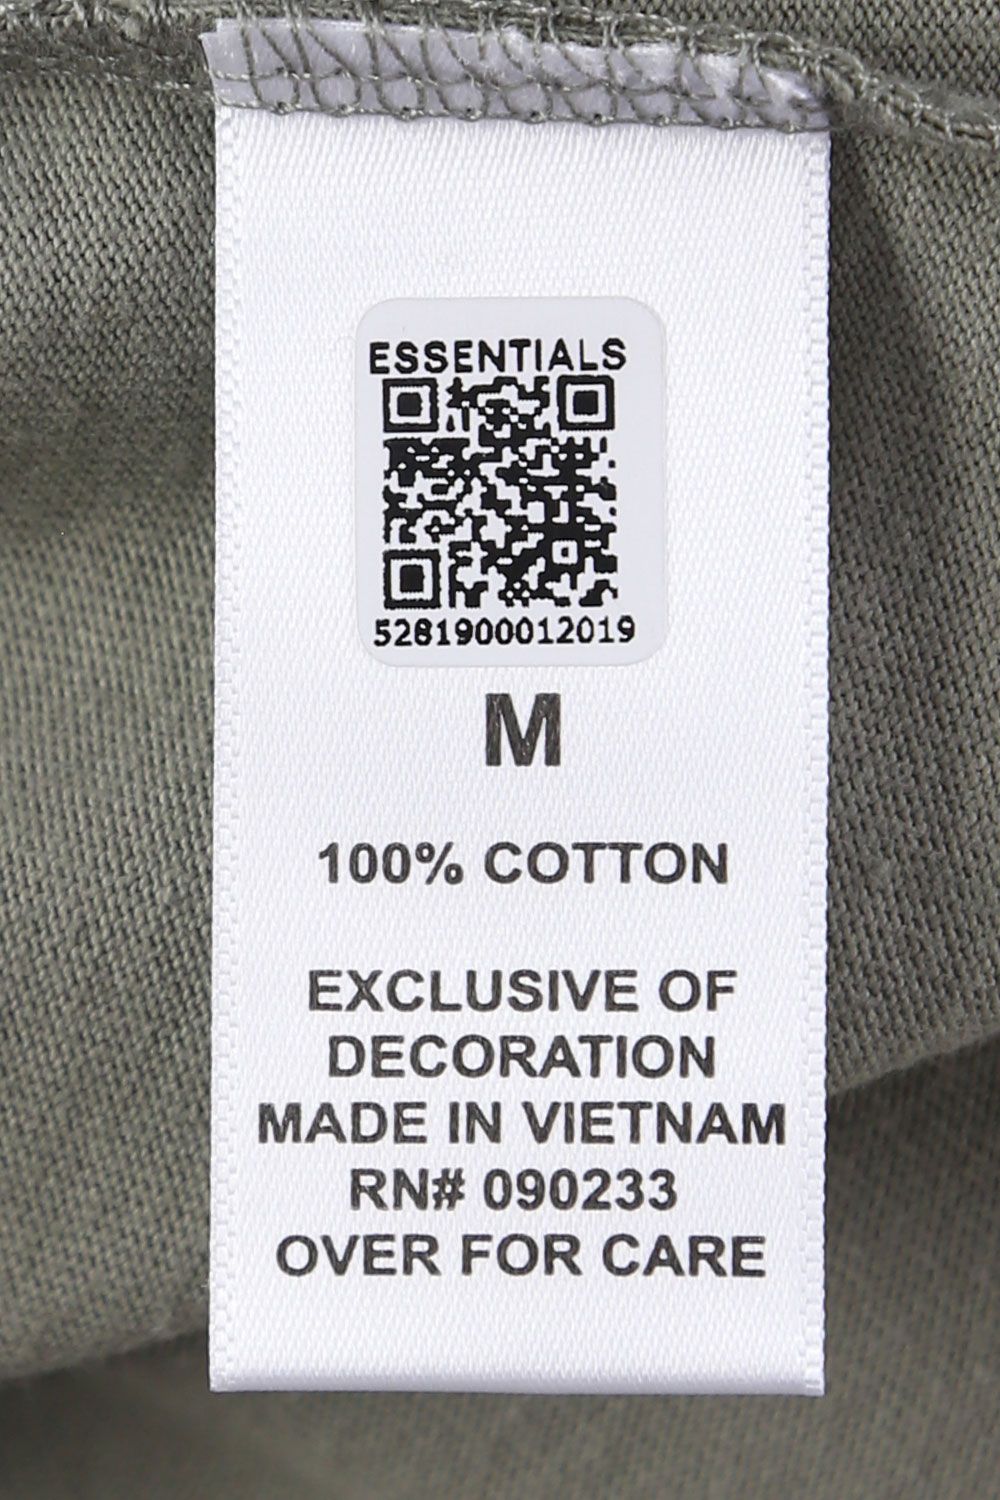 ESSENTIALS
5281900012019
M
100% COTTON
EXCLUSIVE OF
DECORATION
MADE IN VIETNAM
RN# 090233
OVER FOR CARE